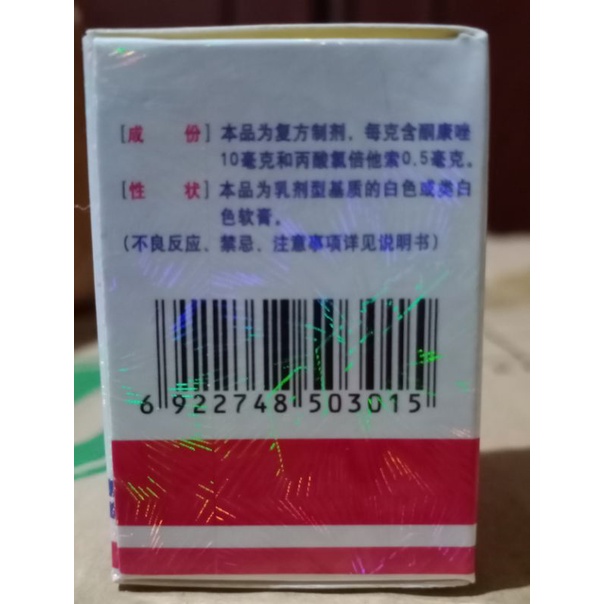 [成 份] 本品为复方制剂，每克含酮康唑
10毫克和丙酸氯倍他索0.5毫克。
[性 状] 本品为乳剂型基质的白色或类白
色软膏。
(不良反应、禁忌、注意事项详见说明书)
6 922748 503015